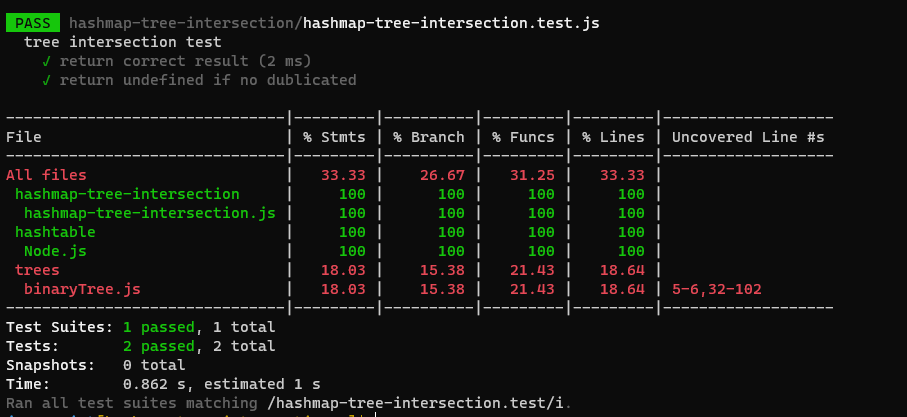 PASS hashmap-tree-intersection/hashmap-tree-intersection.test.js
tree intersection test
√ return correct result (2 ms)
√ return undefined if no dublicated
-------------------------------|---------|----------|---------|---------|-------------------
File | % Stmts | % Branch | % Funcs | % Lines | Uncovered Line #s
-------------------------------|---------|----------|---------|---------|-------------------
All files | 33.33 | 26.67 | 31.25 | 33.33 |
hashmap-tree-intersection | 100 | 100 | 100 | 100 |
hashmap-tree-intersection.js | 100 | 100 | 100 | 100 |
hashtable | 100 | 100 | 100 | 100 |
Node.js | 100 | 100 | 100 | 100 |
trees | 18.03 | 15.38 | 21.43 | 18.64 |
binaryTree.js | 18.03 | 15.38 | 21.43 | 18.64 | 5-6,32-102
-------------------------------|---------|----------|---------|---------|-------------------
Test Suites: 1 passed, 1 total
Tests: 2 passed, 2 total
Snapshots: 0 total
Time: 0.862 s, estimated 1 s
Ran all test suites matching /hashmap-tree-intersection.test/i.